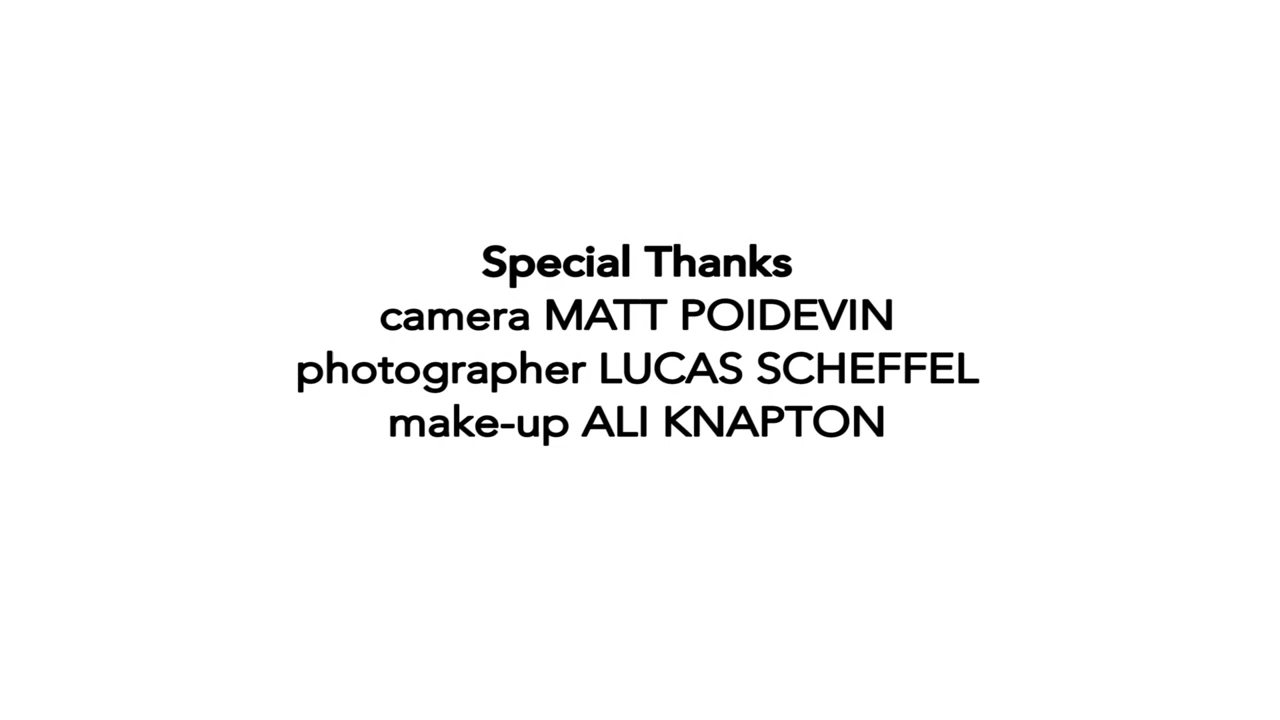 Special Thanks
camera MATT POIDEVIN
photographer LUCAS SCHEFFEL
make-up ALI KNAPTON